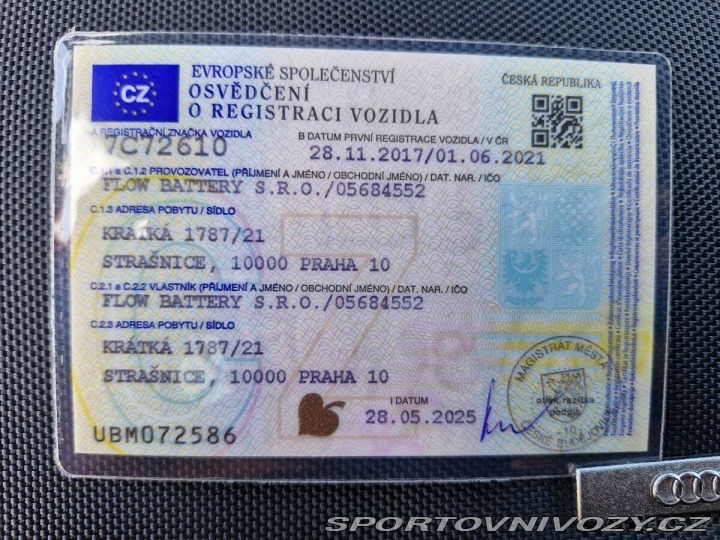 EVROPSKÉ SPOLEČENSTVÍ
OSVĚDČENÍ
O REGISTRACI VOZIDLA
ČESKÁ REPUBLIKA
CZ
A REGISTRAČNÍ ZNAČKA VOZIDLA
7C72610
B DATUM PRVNÍ REGISTRACE VOZIDLA / V ČR
28.11.2017/01.06.2021
C.1.1 a C.1.2 PROVOZOVATEL (PŘÍJMENÍ A JMÉNO / OBCHODNÍ JMÉNO) / DAT. NAR. / IČO
FLOW BATTERY S.R.O./05684552
C.1.3 ADRESA POBYTU / SÍDLO
KRÁTKÁ 1787/21
STRAŠNICE, 10000 PRAHA 10
C.2.1 a C.2.2 VLASTNÍK (PŘÍJMENÍ A JMÉNO / OBCHODNÍ JMÉNO) / DAT. NAR. / IČO
FLOW BATTERY S.R.O./05684552
C.2.3 ADRESA POBYTU / SÍDLO
KRÁTKÁ 1787/21
STRAŠNICE, 10000 PRAHA 10
I DATUM
28.05.2025
UBM072586
MAGISTRÁT MĚSTA
otisk razítka
podpis
SPORTOVNIVOZY.CZ